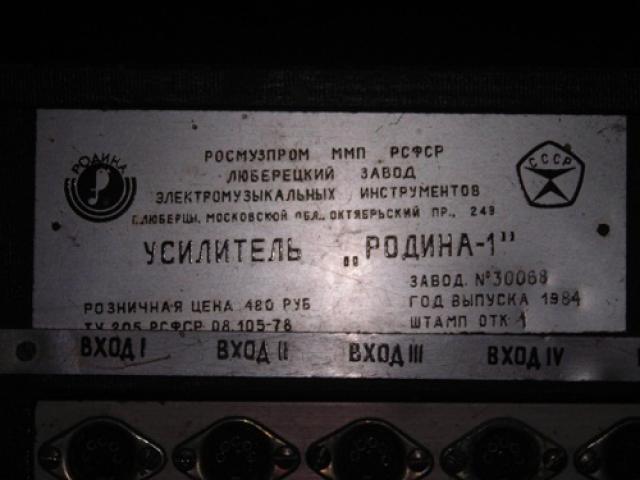 РОДИНА
РОСМУЗПРОМ ММП РСФСР
ЛЮБЕРЕЦКИЙ ЗАВОД
ЭЛЕКТРОМУЗЫКАЛЬНЫХ ИНСТРУМЕНТОВ
Г.ЛЮБЕРЦЫ, МОСКОВСКОЙ ОБЛ., ОКТЯБРЬСКИЙ ПР., 249
СССР
УСИЛИТЕЛЬ „РОДИНА-1”
ЗАВОД. №30068
РОЗНИЧНАЯ ЦЕНА 480 РУБ
ГОД ВЫПУСКА 1984
ТУ 205 РСФСР 08.105-78
ШТАМП ОТК 1
ВХОД I ВХОД II ВХОД III ВХОД IV